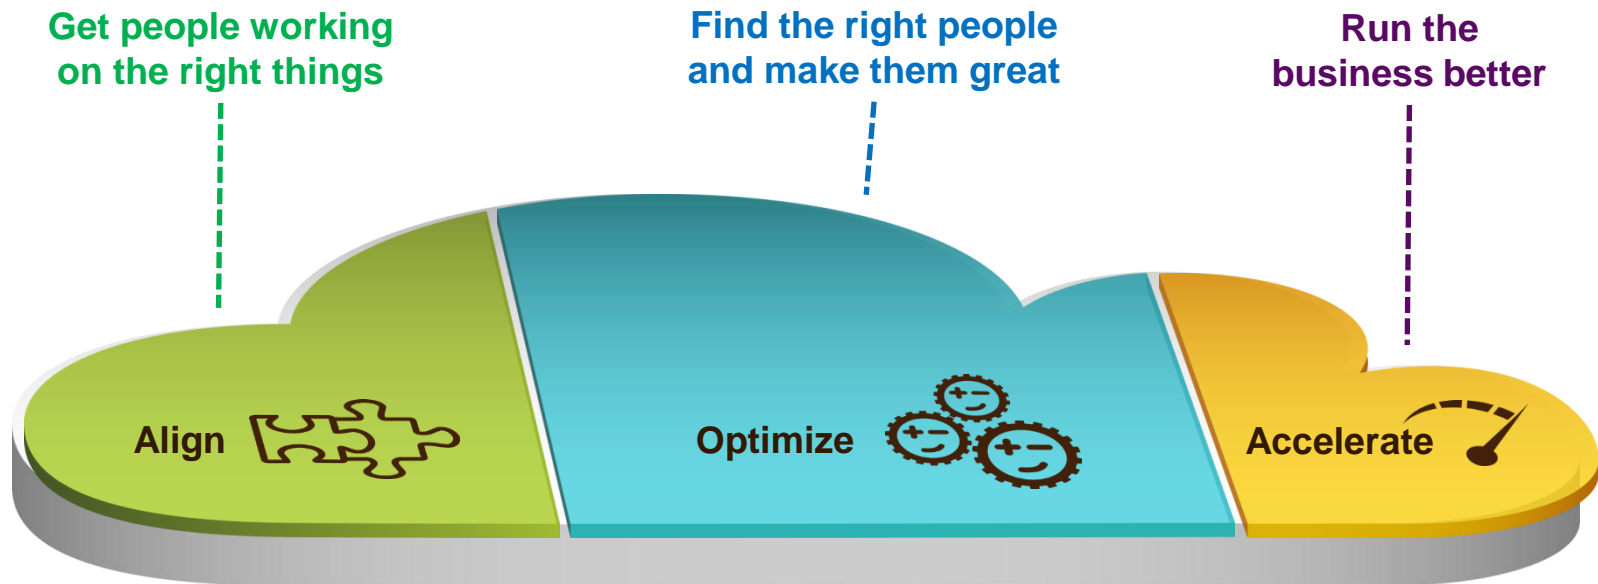 Get people working
on the right things
Find the right people
and make them great
Run the
business better
Align
Optimize
Accelerate